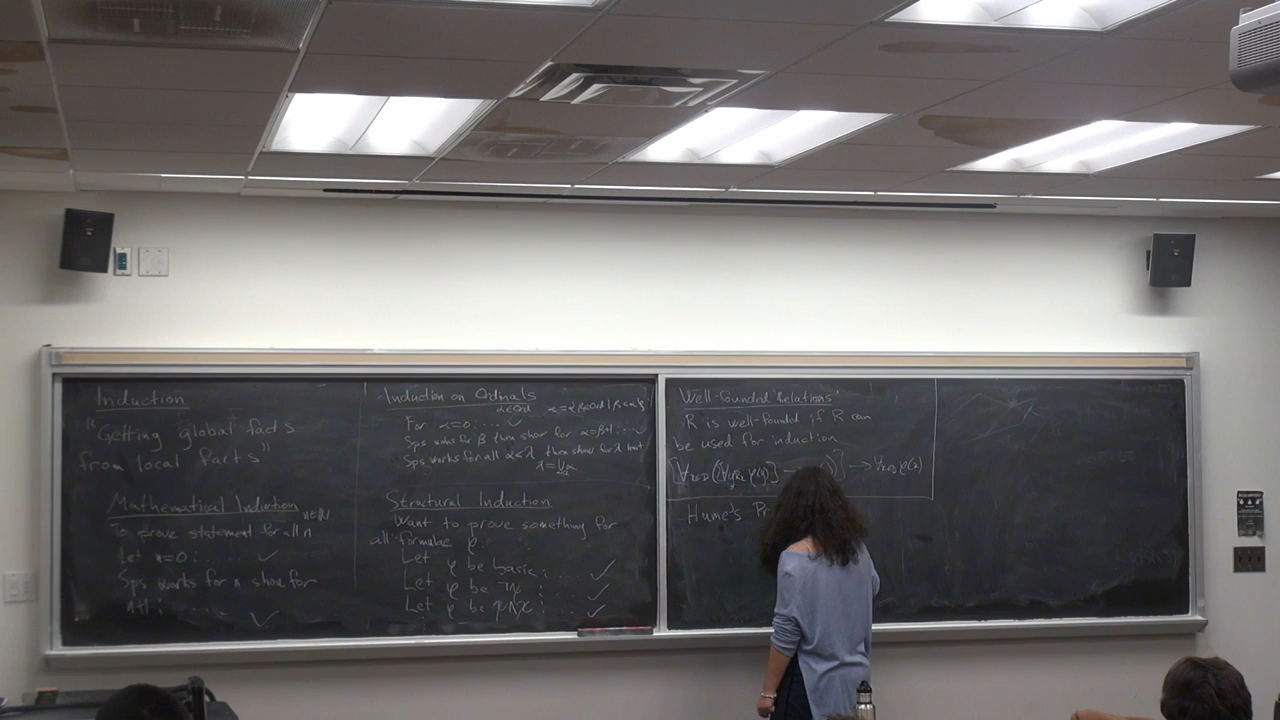 Induction
"Getting global facts
from local facts"
Mathematical Induction
n∈ℕ
To prove statement for all n
Let n=0: ..... ✓
Sps works for n show for
n+1: ...... ✓
Induction on Ordinals
α∈Ord α={β∈Ord | β<α}
For α=0: .... ✓
Sps works for β then show for α=β+1: ...
Sps works for all α<λ then show for λ
λ=⋃α
Structural Induction
Want to prove something for
all formulae φ.
Let φ be basic: .... ✓
Let φ be ¬χ: .... ✓
Let φ be ψ∧χ: .... ✓
Well-Founded Relations
R is well-founded if R can
be used for induction
→ ∀x∈D φ(x)
Hume's Pr